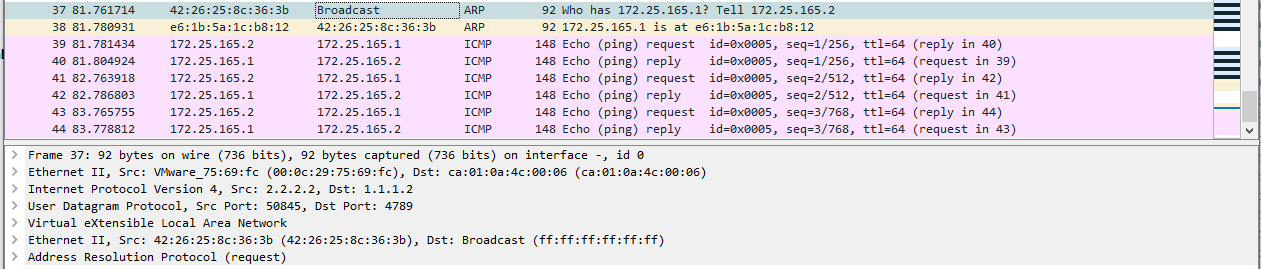 37 81.761714 42:26:25:8c:36:3b Broadcast ARP 92 Who has 172.25.165.1? Tell 172.25.165.2
38 81.780931 e6:1b:5a:1c:b8:12 42:26:25:8c:36:3b ARP 92 172.25.165.1 is at e6:1b:5a:1c:b8:12
39 81.781434 172.25.165.2 172.25.165.1 ICMP 148 Echo (ping) request id=0x0005, seq=1/256, ttl=64 (reply in 40)
40 81.804924 172.25.165.1 172.25.165.2 ICMP 148 Echo (ping) reply id=0x0005, seq=1/256, ttl=64 (request in 39)
41 82.763918 172.25.165.2 172.25.165.1 ICMP 148 Echo (ping) request id=0x0005, seq=2/512, ttl=64 (reply in 42)
42 82.786803 172.25.165.1 172.25.165.2 ICMP 148 Echo (ping) reply id=0x0005, seq=2/512, ttl=64 (request in 41)
43 83.765755 172.25.165.2 172.25.165.1 ICMP 148 Echo (ping) request id=0x0005, seq=3/768, ttl=64 (reply in 44)
44 83.778812 172.25.165.1 172.25.165.2 ICMP 148 Echo (ping) reply id=0x0005, seq=3/768, ttl=64 (request in 43)
Frame 37: 92 bytes on wire (736 bits), 92 bytes captured (736 bits) on interface -, id 0
Ethernet II, Src: VMware_75:69:fc (00:0c:29:75:69:fc), Dst: ca:01:0a:4c:00:06 (ca:01:0a:4c:00:06)
Internet Protocol Version 4, Src: 2.2.2.2, Dst: 1.1.1.2
User Datagram Protocol, Src Port: 50845, Dst Port: 4789
Virtual eXtensible Local Area Network
Ethernet II, Src: 42:26:25:8c:36:3b (42:26:25:8c:36:3b), Dst: Broadcast (ff:ff:ff:ff:ff:ff)
Address Resolution Protocol (request)